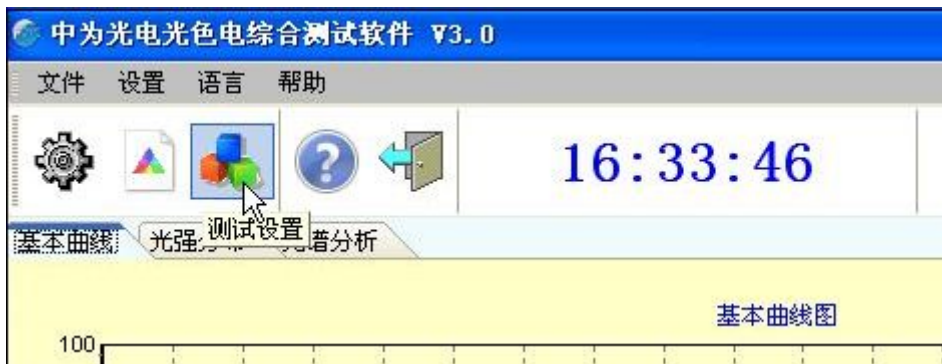 中为光电光色电综合测试软件 V3.0
文件 设置 语言 帮助
16:33:46
测试设置
基本曲线 光强 谱分析
基本曲线图
100